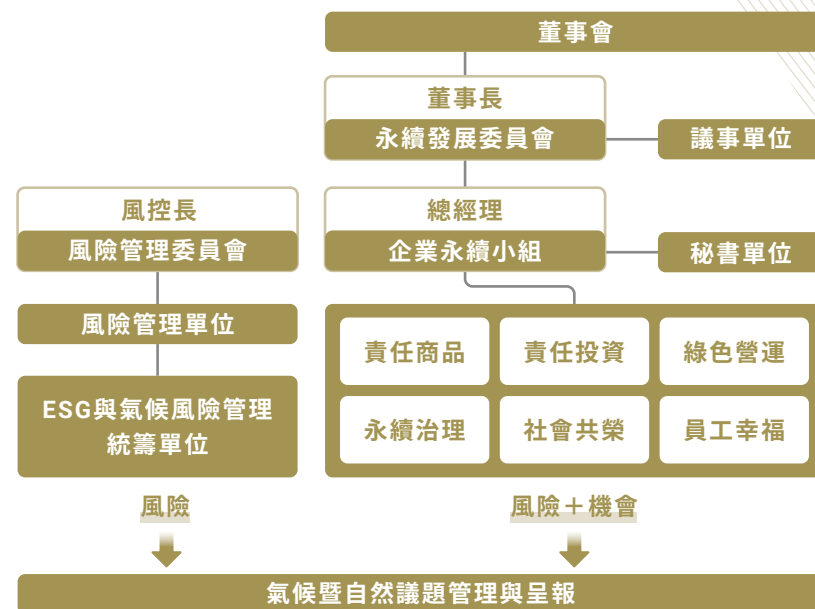 董事會
董事長
永續發展委員會
議事單位
風控長
風險管理委員會
總經理
企業永續小組
秘書單位
風險管理單位
ESG與氣候風險管理
統籌單位
責任商品
責任投資
綠色營運
永續治理
社會共榮
員工幸福
風險
風險＋機會
氣候暨自然議題管理與呈報